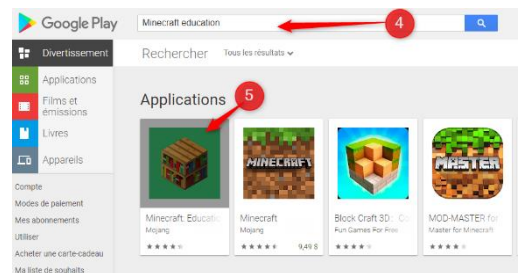 Google Play
Minecraft education
4
Divertissement
Rechercher
Tous les résultats
Applications
Films et
émissions
Livres
Appareils
Compte
Modes de paiement
Mes abonnements
Utiliser
Acheter une carte-cadeau
Ma liste de souhaits
Applications
5
MINECRAFT
MASTER
Minecraft: Educatio
Mojang
Minecraft
Mojang
9,49 $
Block Craft 3D: Co
Fun Games For Free
MOD-MASTER for
Master for Minecraft